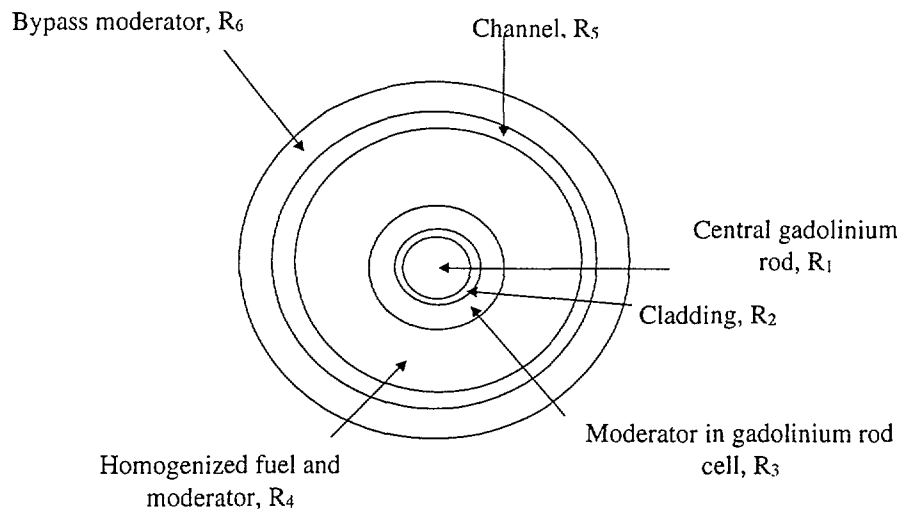 Bypass moderator, R₆
Channel, R₅
Central gadolinium
rod, R₁
Cladding, R₂
Moderator in gadolinium rod
cell, R₃
Homogenized fuel and
moderator, R₄